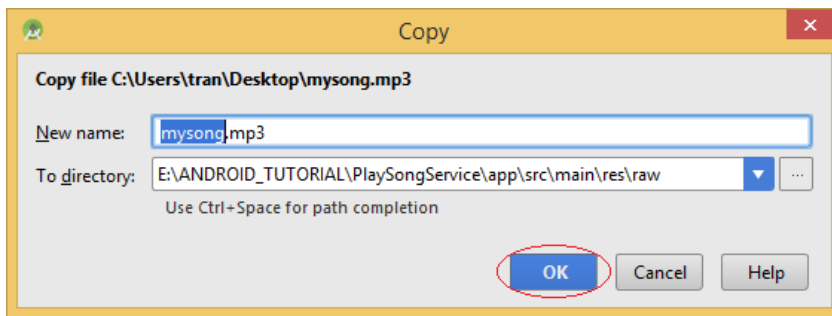 Copy
Copy file C:\Users\tran\Desktop\mysong.mp3
New name: mysong.mp3
To directory: E:\ANDROID_TUTORIAL\PlaySongService\app\src\main\res\raw ...
Use Ctrl+Space for path completion
OK Cancel Help